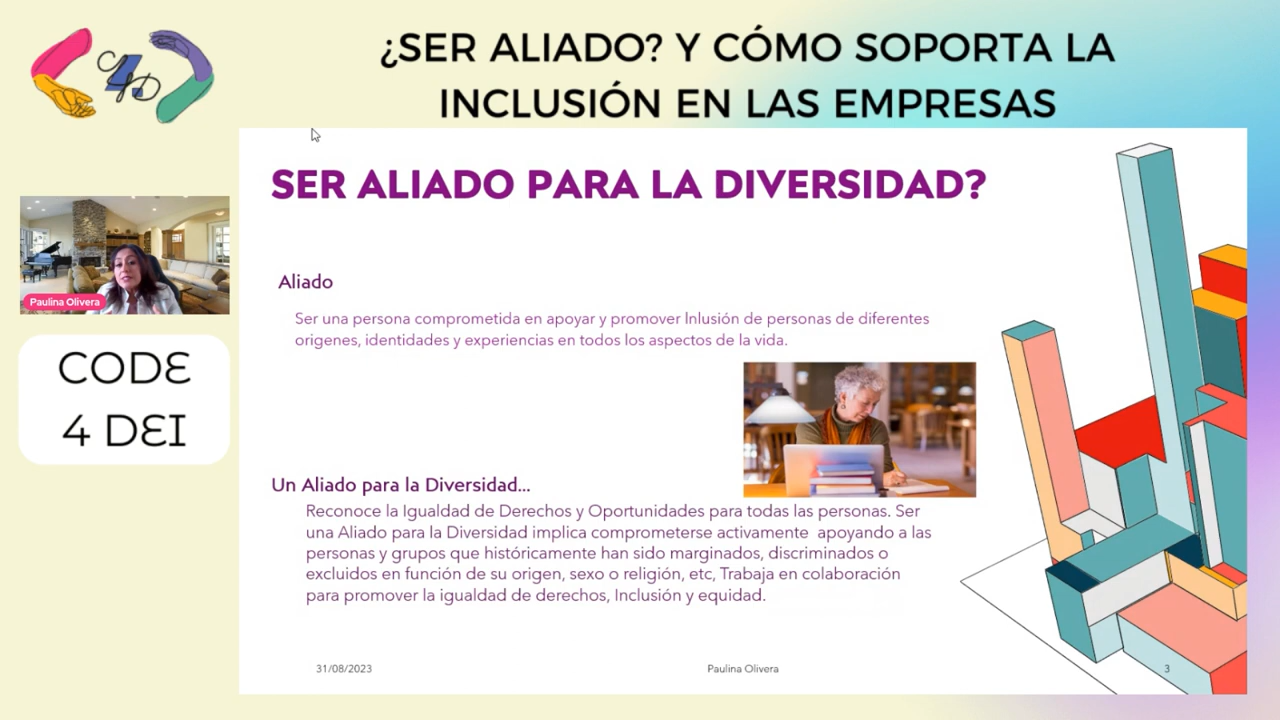 ¿SER ALIADO? Y CÓMO SOPORTA LA
INCLUSIÓN EN LAS EMPRESAS
SER ALIADO PARA LA DIVERSIDAD?
Paulina Olivera
CODE
4 DEI
Aliado
Ser una persona comprometida en apoyar y promover Inlusión de personas de diferentes
origenes, identidades y experiencias en todos los aspectos de la vida.
Un Aliado para la Diversidad...
Reconoce la Igualdad de Derechos y Oportunidades para todas las personas. Ser
una Aliado para la Diversidad implica comprometerse activamente apoyando a las
personas y grupos que históricamente han sido marginados, discriminados o
excluidos en función de su origen, sexo o religión, etc, Trabaja en colaboración
para promover la igualdad de derechos, Inclusión y equidad.
31/08/2023
Paulina Olivera
3